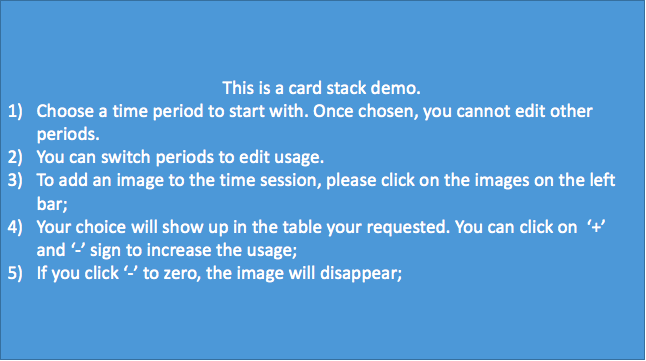 This is a card stack demo.
1) Choose a time period to start with. Once chosen, you cannot edit other
periods.
2) You can switch periods to edit usage.
3) To add an image to the time session, please click on the images on the left
bar;
4) Your choice will show up in the table your requested. You can click on ‘+’
and ‘-’ sign to increase the usage;
5) If you click ‘-’ to zero, the image will disappear;